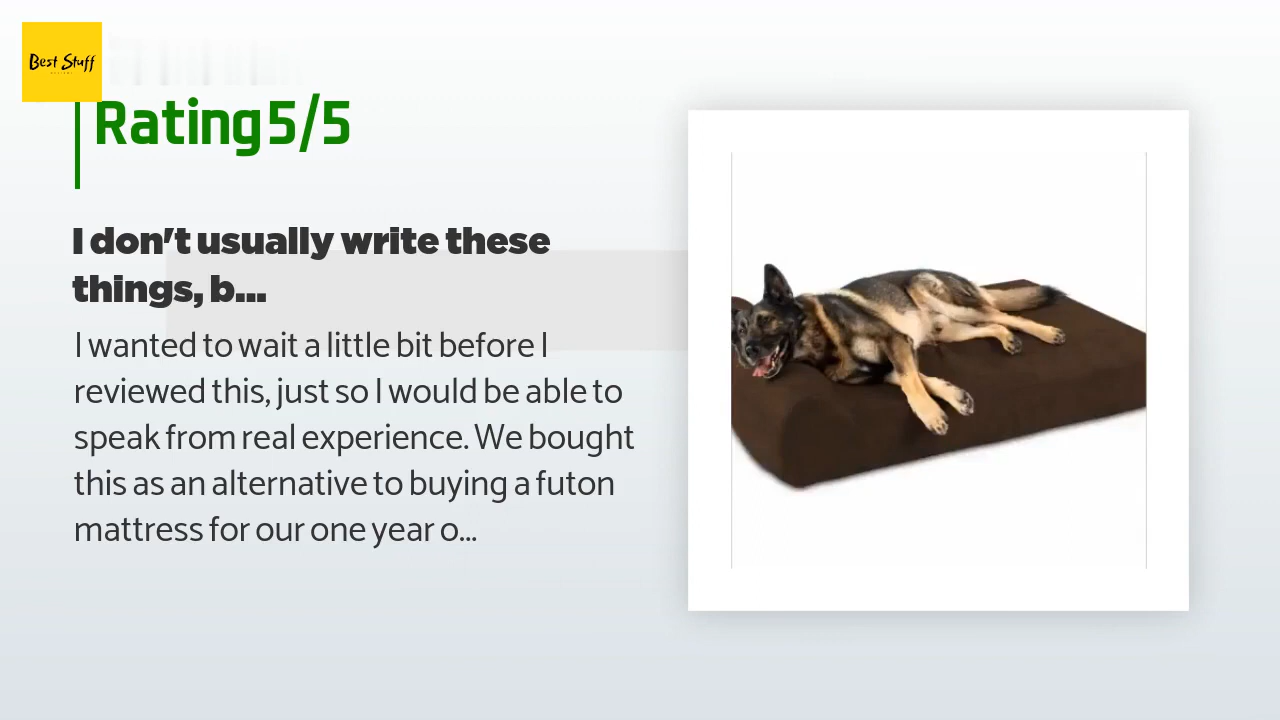 Best Stuff
Rating 5/5
I don't usually write these
things, b...
I wanted to wait a little bit before I
reviewed this, just so I would be able to
speak from real experience. We bought
this as an alternative to buying a futon
mattress for our one year o...